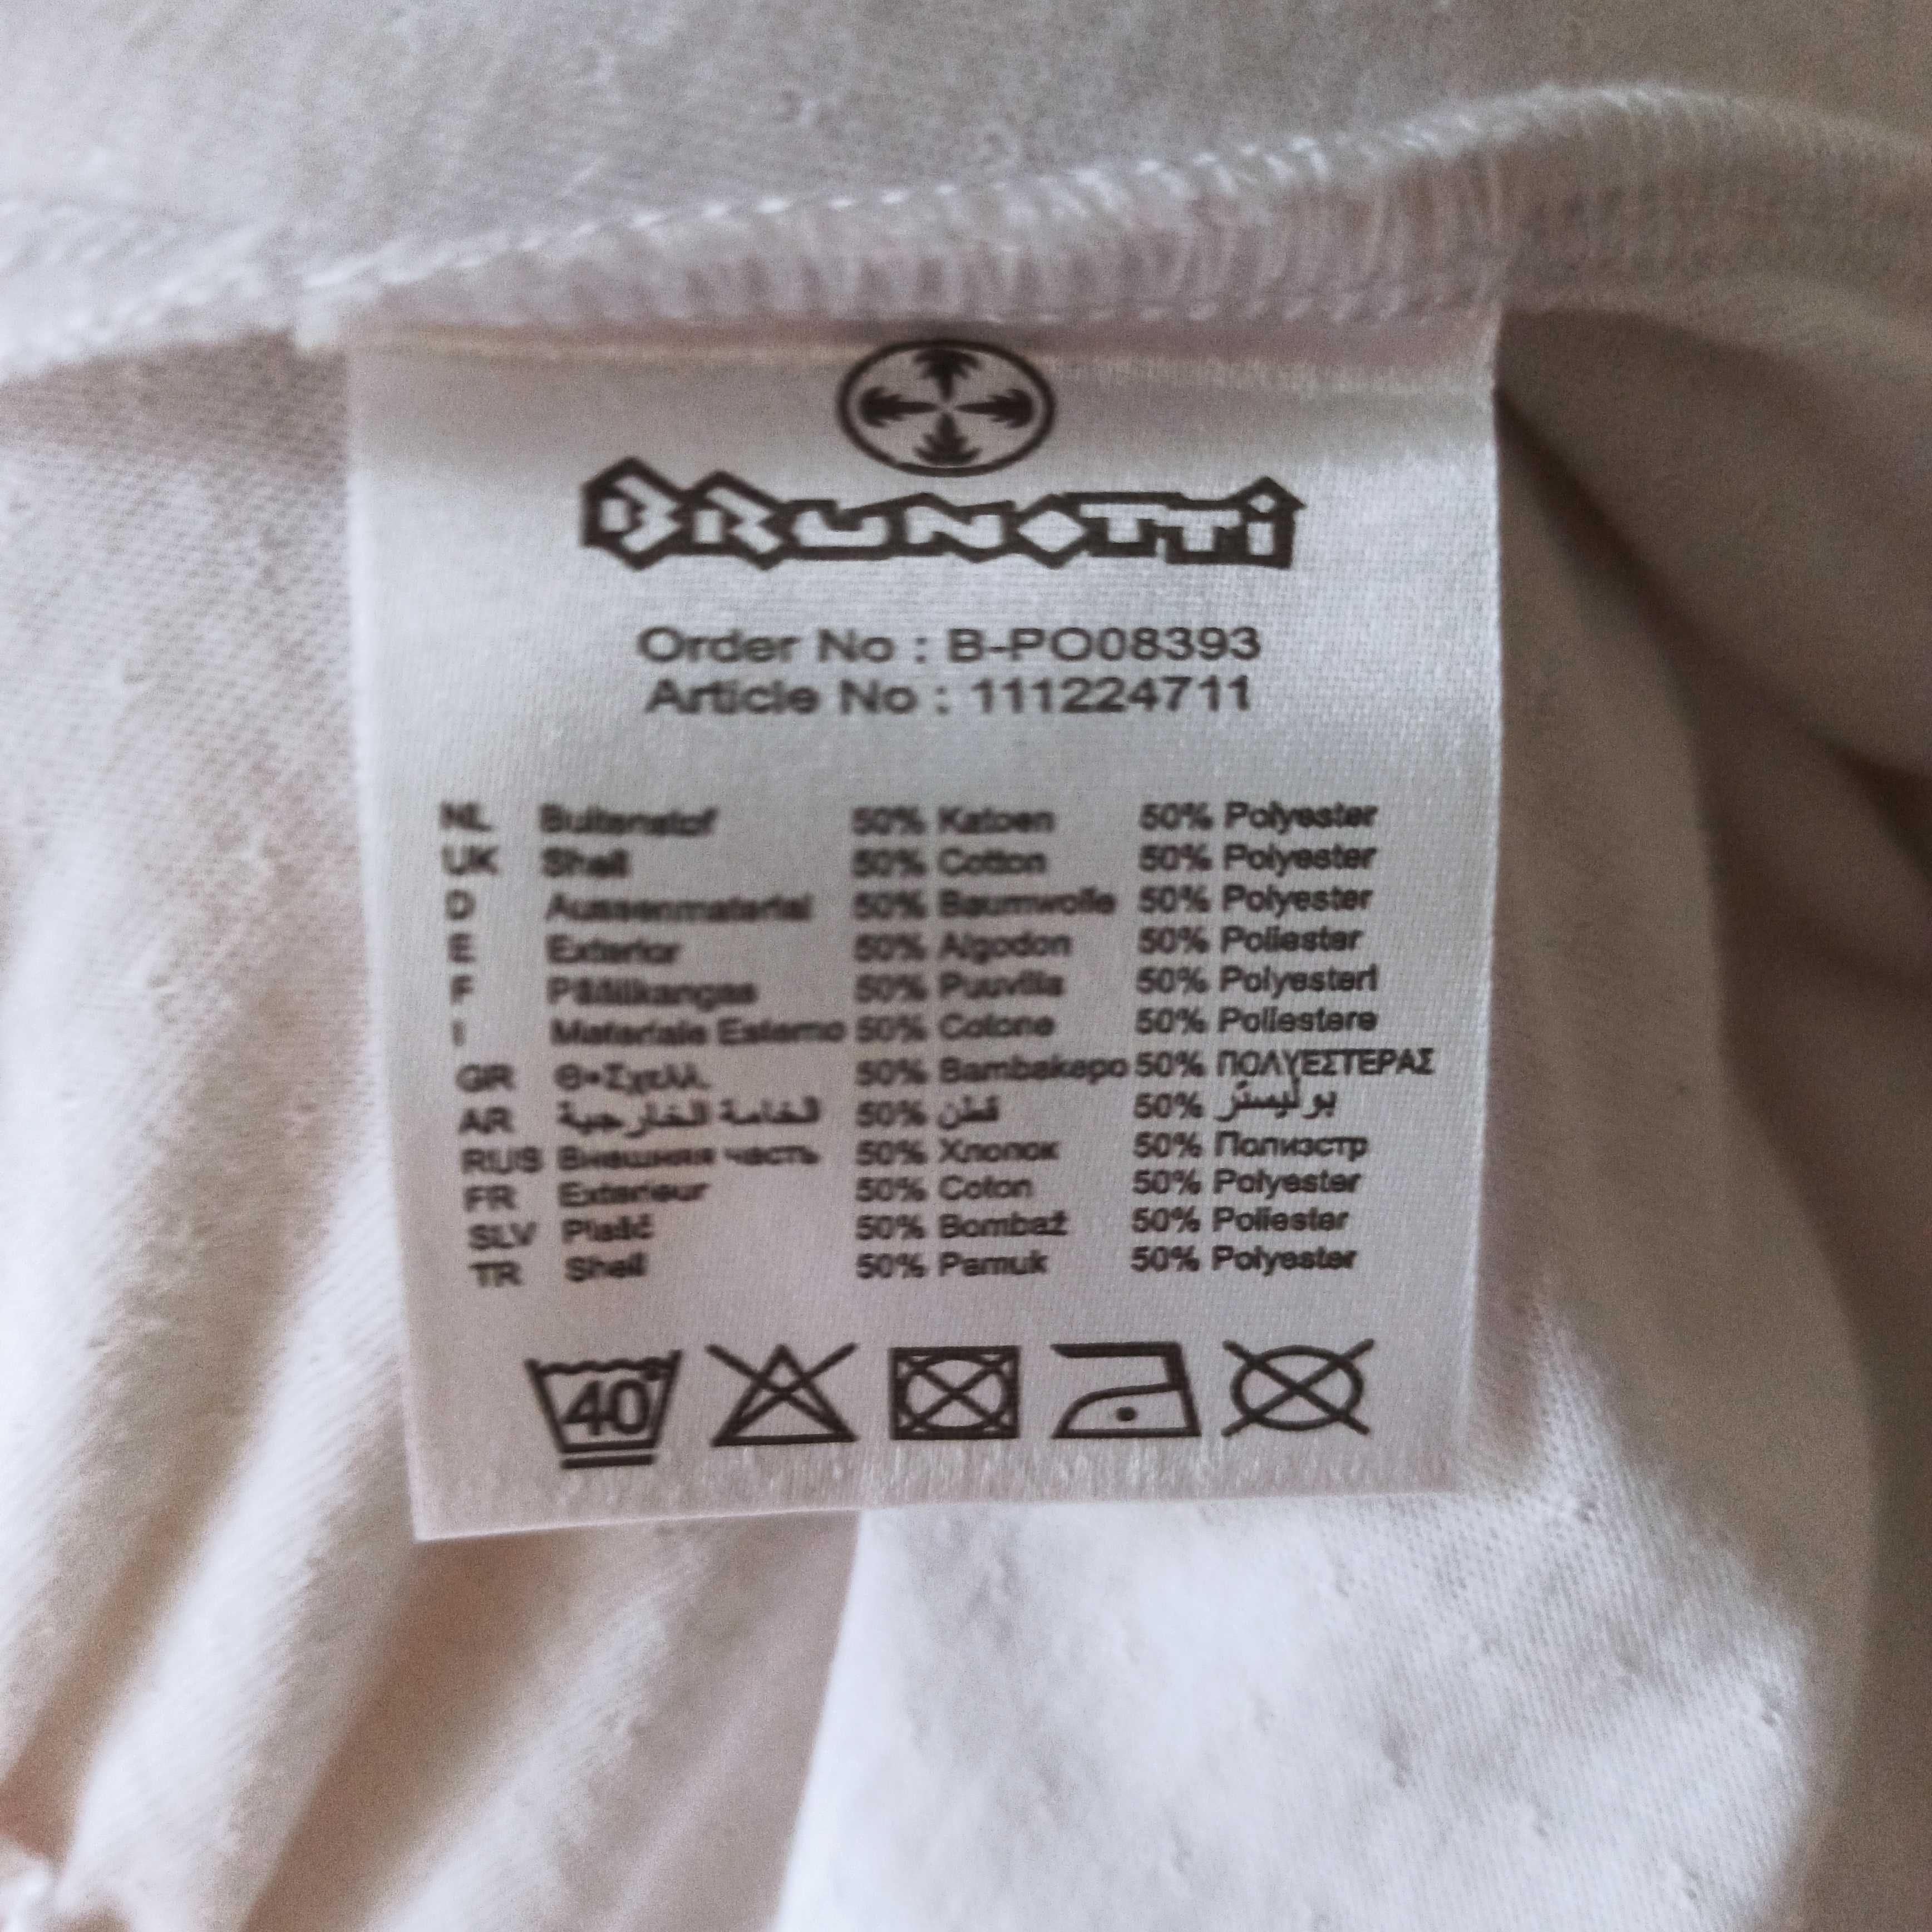 BRUNOTTI
Order No : B-PO08393
Article No : 111224711
NL Buitenstof 50% Katoen 50% Polyester
UK Shell 50% Cotton 50% Polyester
D Aussenmaterial 50% Baumwolle 50% Polyester
E Exterior 50% Algodon 50% Poliester
F Päällikangas 50% Puuvilla 50% Polyesteri
I Materiale Esterno 50% Cotone 50% Poliestere
GR Θ•Σχελλ 50% Bambakepo 50% ΠΟΛΥΕΣΤΕΡΑΣ
AR الخامة الخارجية 50% قطن 50% بوليستر
RUS Внешняя часть 50% Хлопок 50% Полиэстр
FR Exterieur 50% Coton 50% Polyester
SLV Plašč 50% Bombaž 50% Poliester
TR Shell 50% Pamuk 50% Polyester
40°